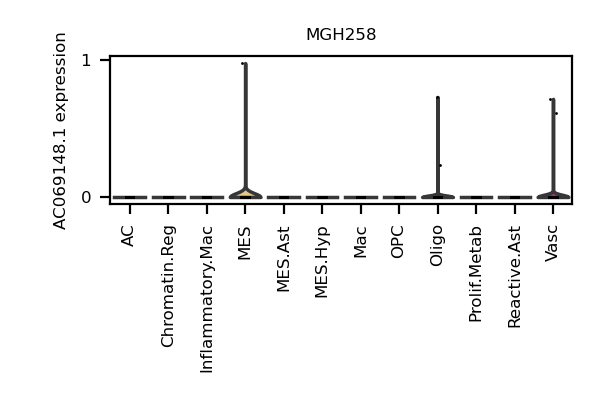 MGH258
AC069148.1 expression
1
0
AC
Chromatin.Reg
Inflammatory.Mac
MES
MES.Ast
MES.Hyp
Mac
OPC
Oligo
Prolif.Metab
Reactive.Ast
Vasc